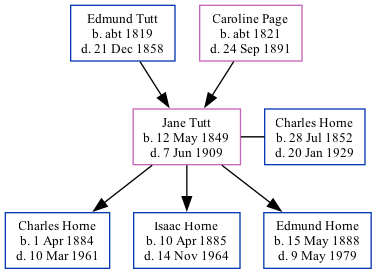 Edmund Tutt
b. abt 1819
d. 21 Dec 1858
Caroline Page
b. abt 1821
d. 24 Sep 1891
Jane Tutt
b. 12 May 1849
d. 7 Jun 1909
Charles Horne
b. 28 Jul 1852
d. 20 Jan 1929
Charles Horne
b. 1 Apr 1884
d. 10 Mar 1961
Isaac Horne
b. 10 Apr 1885
d. 14 Nov 1964
Edmund Horne
b. 15 May 1888
d. 9 May 1979